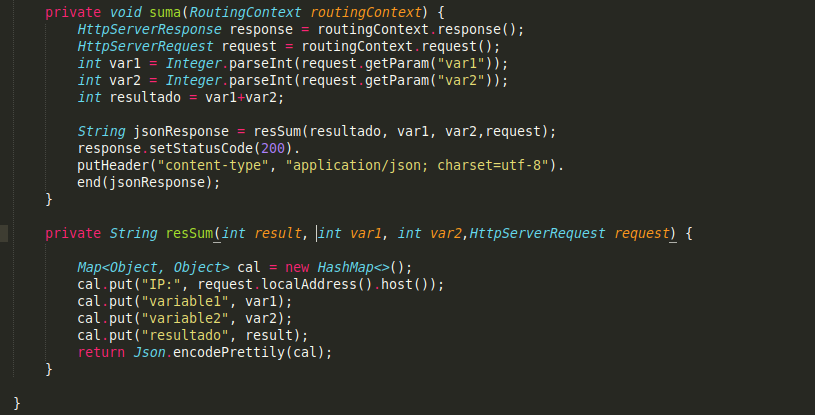 private void suma(RoutingContext routingContext) {
HttpServerResponse response = routingContext.response();
HttpServerRequest request = routingContext.request();
int var1 = Integer.parseInt(request.getParam("var1"));
int var2 = Integer.parseInt(request.getParam("var2"));
int resultado = var1+var2;
String jsonResponse = resSum(resultado, var1, var2,request);
response.setStatusCode(200).
putHeader("content-type", "application/json; charset=utf-8").
end(jsonResponse);
}
private String resSum(int result, int var1, int var2,HttpServerRequest request) {
Map<Object, Object> cal = new HashMap<>();
cal.put("IP:", request.localAddress().host());
cal.put("variable1", var1);
cal.put("variable2", var2);
cal.put("resultado", result);
return Json.encodePrettily(cal);
}
}